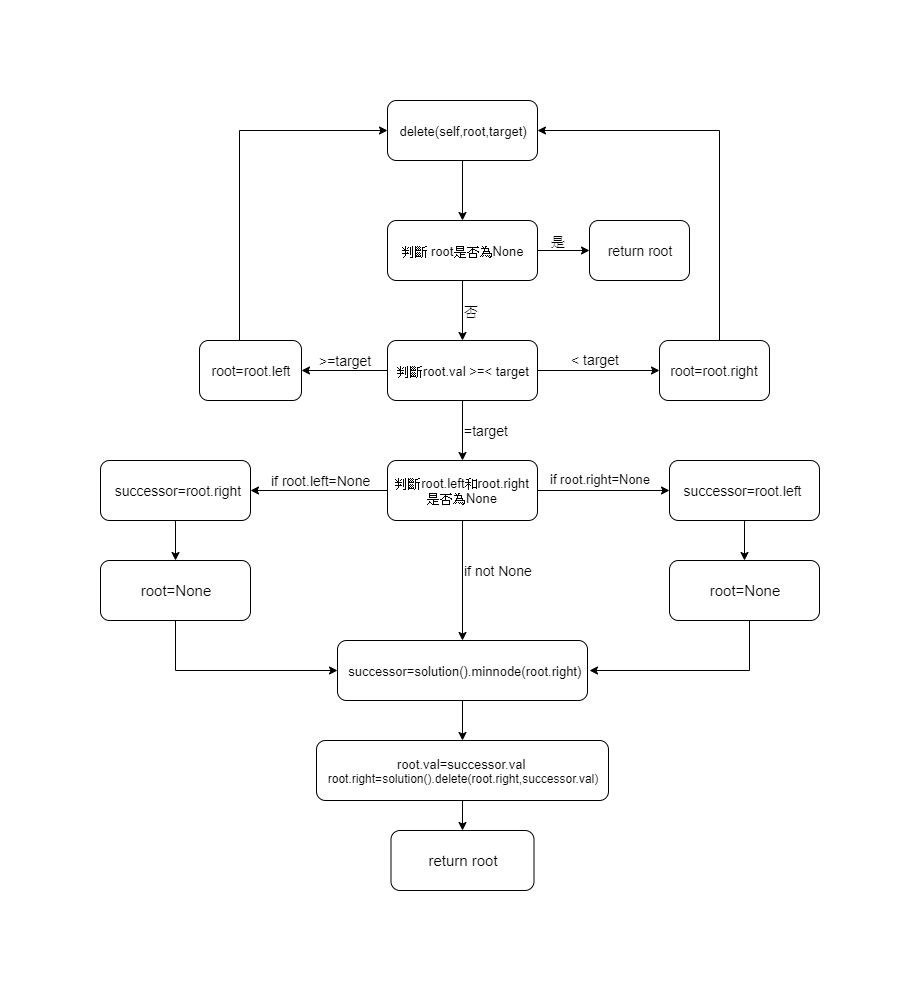 delete(self,root,target)
判斷 root是否為None
是
return root
否
root=root.left
>=target
判斷root.val >=< target
< target
root=root.right
=target
successor=root.right
if root.left=None
判斷root.left和root.right
是否為None
if root.right=None
successor=root.left
root=None
if not None
root=None
successor=solution().minnode(root.right)
root.val=successor.val
root.right=solution().delete(root.right,successor.val)
return root